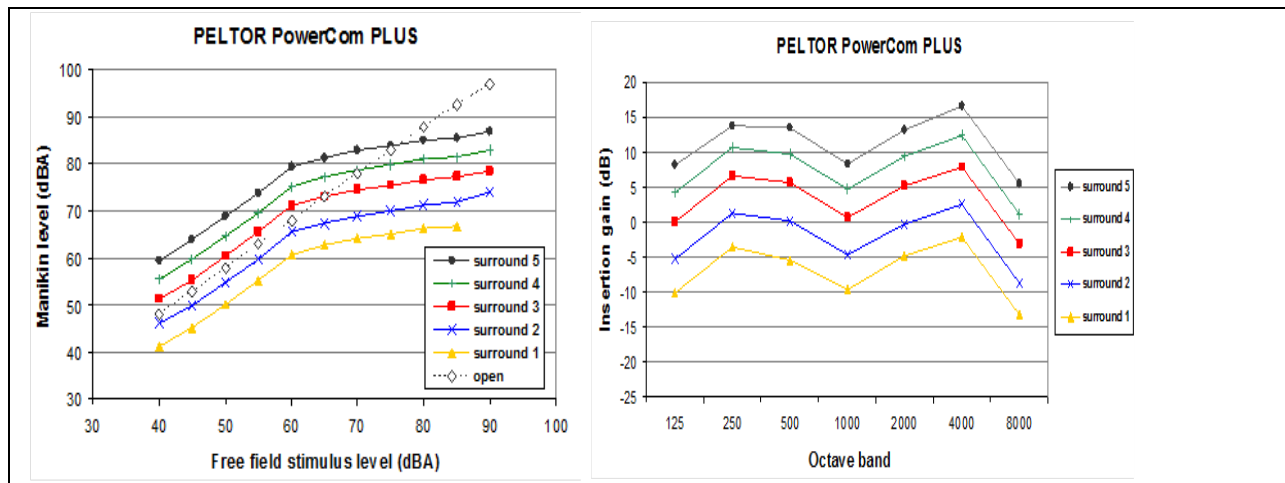 PELTOR PowerCom PLUS
Manikin level (dBA)
100
90
80
70
60
50
40
30
30 40 50 60 70 80 90 100
Free field stimulus level (dBA)
surround 5
surround 4
surround 3
surround 2
surround 1
open
PELTOR PowerCom PLUS
Insertion gain (dB)
20
15
10
5
0
-5
-10
-15
-20
-25
125 250 500 1000 2000 4000 8000
Octave band
surround 5
surround 4
surround 3
surround 2
surround 1